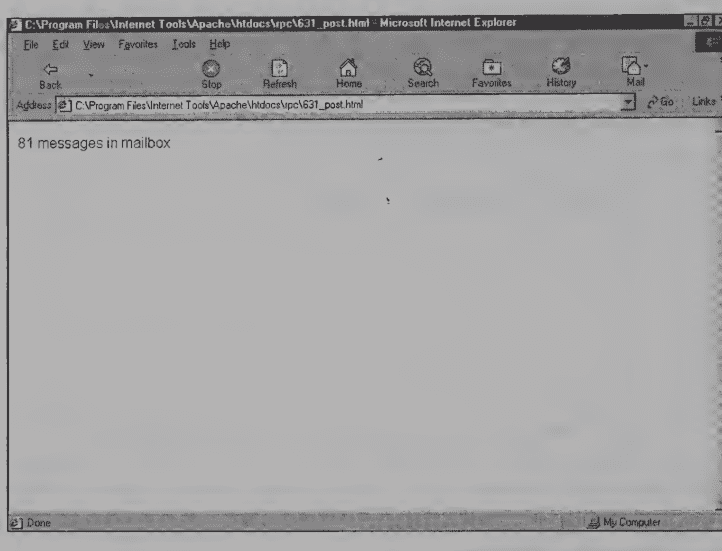 C:\Program Files\Internet Tools\Apache\htdocs\rpc\631_post.html - Microsoft Internet Explorer
File Edit View Favorites Tools Help
Back Stop Refresh Home Search Favorites History Mail
Address C:\Program Files\Internet Tools\Apache\htdocs\rpc\631_post.html Go Links
81 messages in mailbox
Done My Computer